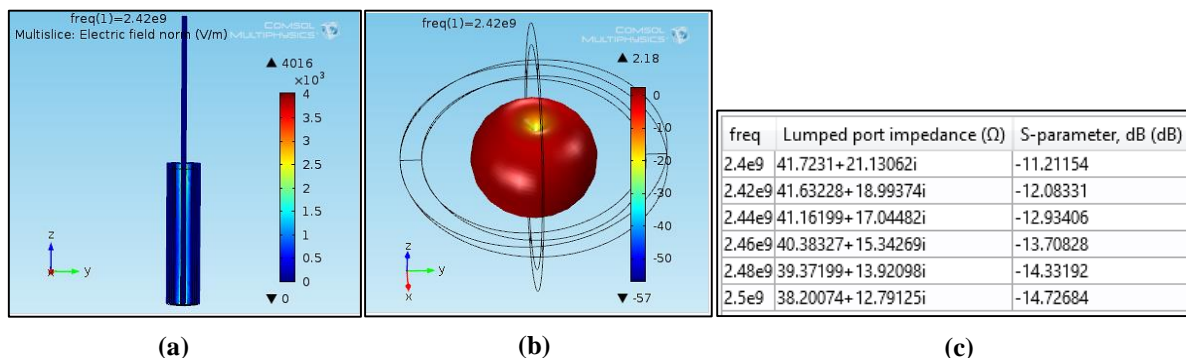 freq(1)=2.42e9
Multislice: Electric field norm (V/m)
COMSOL
MULTIPHYSICS
▲ 4016
×10³
4
3.5
3
2.5
2
1.5
1
0.5
0
▼ 0
z
y
x
(a)
freq(1)=2.42e9
COMSOL
MULTIPHYSICS
▲ 2.18
0
-10
-20
-30
-40
-50
▼ -57
z
y
x
(b)
freq Lumped port impedance (Ω) S-parameter, dB (dB)
2.4e9 41.7231+21.13062i -11.21154
2.42e9 41.63228+18.99374i -12.08331
2.44e9 41.16199+17.04482i -12.93406
2.46e9 40.38327+15.34269i -13.70828
2.48e9 39.37199+13.92098i -14.33192
2.5e9 38.20074+12.79125i -14.72684
(c)